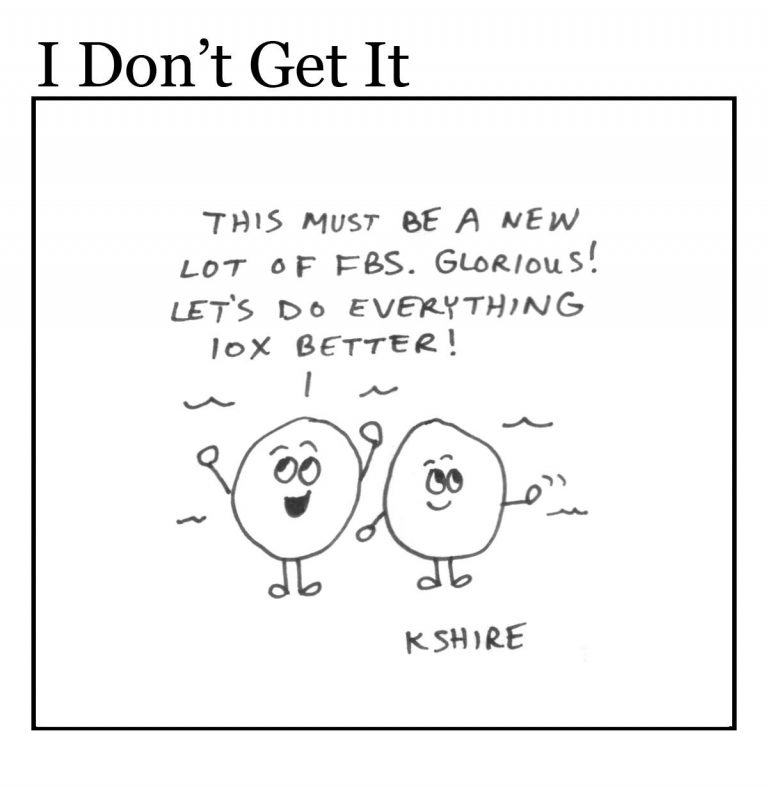 I Don’t Get It
THIS MUST BE A NEW
LOT OF FBS. GLORIOUS!
LET'S DO EVERYTHING
10X BETTER!
KSHIRE